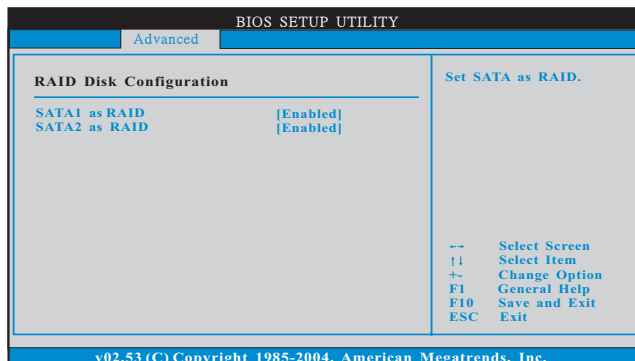 BIOS SETUP UTILITY
Advanced
RAID Disk Configuration
SATA1 as RAID [Enabled]
SATA2 as RAID [Enabled]
Set SATA as RAID.
←→ Select Screen
↑↓ Select Item
+- Change Option
F1 General Help
F10 Save and Exit
ESC Exit
v02.53 (C) Copyright 1985-2004, American Megatrends, Inc.